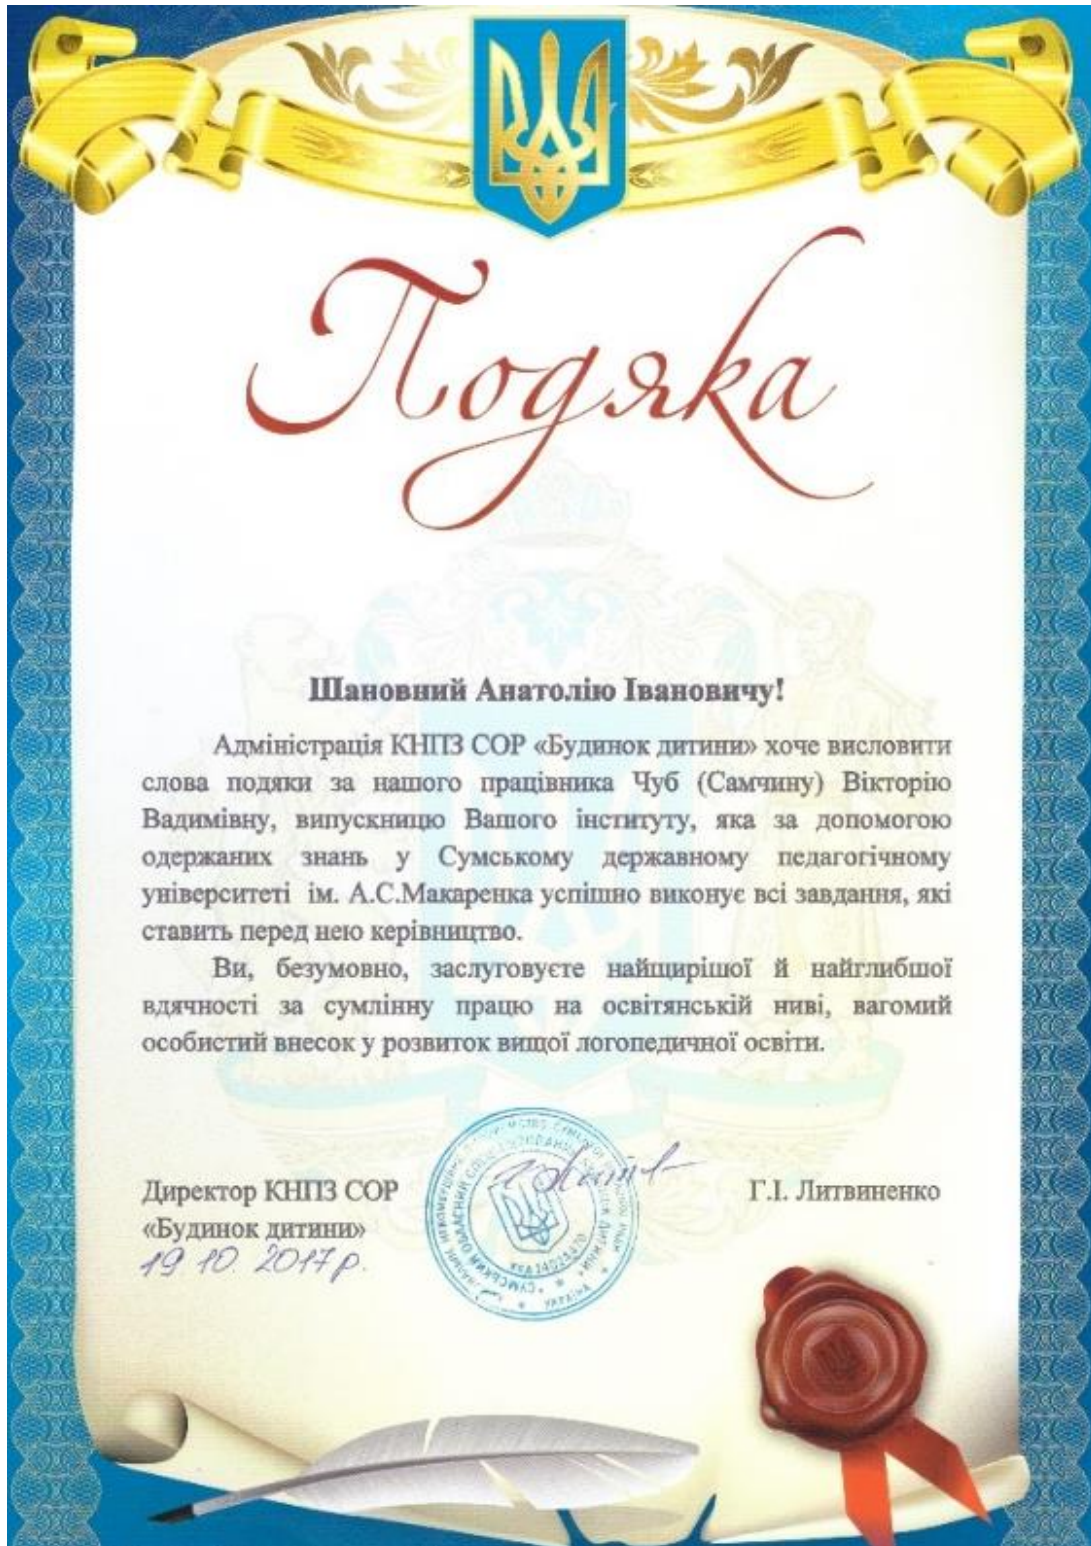 Подяка
Шановний Анатолію Івановичу!
Адміністрація КНПЗ СОР «Будинок дитини» хоче висловити
слова подяки за нашого працівника Чуб (Самчину) Вікторію
Вадимівну, випускницю Вашого інституту, яка за допомогою
одержаних знань у Сумському державному педагогічному
університеті ім. А.С.Макаренка успішно виконує всі завдання, які
ставить перед нею керівництво.
Ви, безумовно, заслуговуєте найщирішої й найглибшої
вдячності за сумлінну працю на освітянській ниві, вагомий
особистий внесок у розвиток вищої логопедичної освіти.
Директор КНПЗ СОР
«Будинок дитини»
Г.І. Литвиненко
19 10. 2017 р.
УКРАЇНА